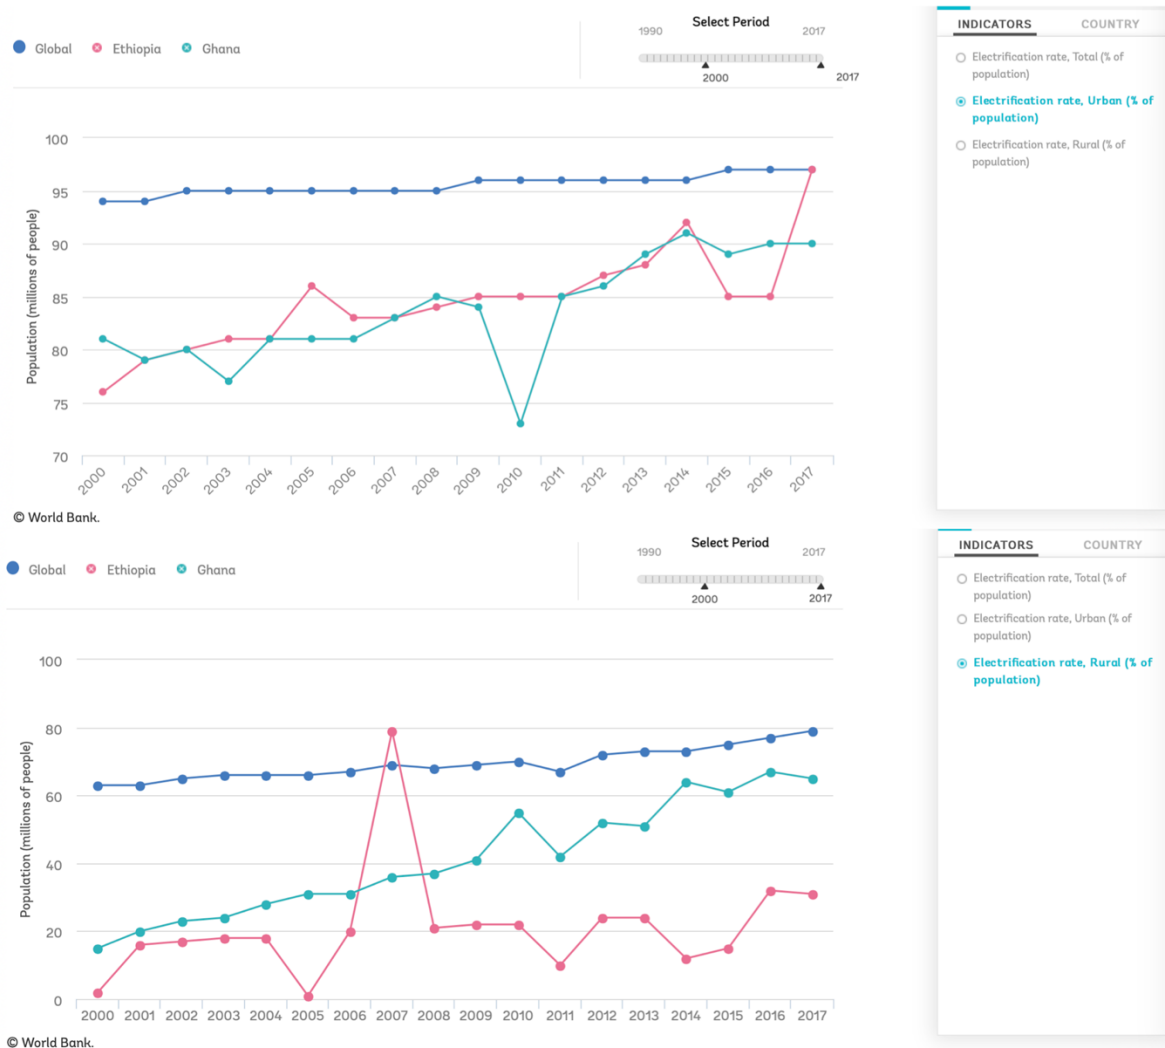 Select Period
1990 2017
Global Ethiopia Ghana
2000 2017
INDICATORS COUNTRY
Electrification rate, Total (% of
population)
Electrification rate, Urban (% of
population)
Electrification rate, Rural (% of
population)
Population (millions of people)
100
95
90
85
80
75
70
2000 2001 2002 2003 2004 2005 2006 2007 2008 2009 2010 2011 2012 2013 2014 2015 2016 2017
© World Bank.
Select Period
1990 2017
Global Ethiopia Ghana
2000 2017
INDICATORS COUNTRY
Electrification rate, Total (% of
population)
Electrification rate, Urban (% of
population)
Electrification rate, Rural (% of
population)
Population (millions of people)
100
80
60
40
20
0
2000 2001 2002 2003 2004 2005 2006 2007 2008 2009 2010 2011 2012 2013 2014 2015 2016 2017
© World Bank.